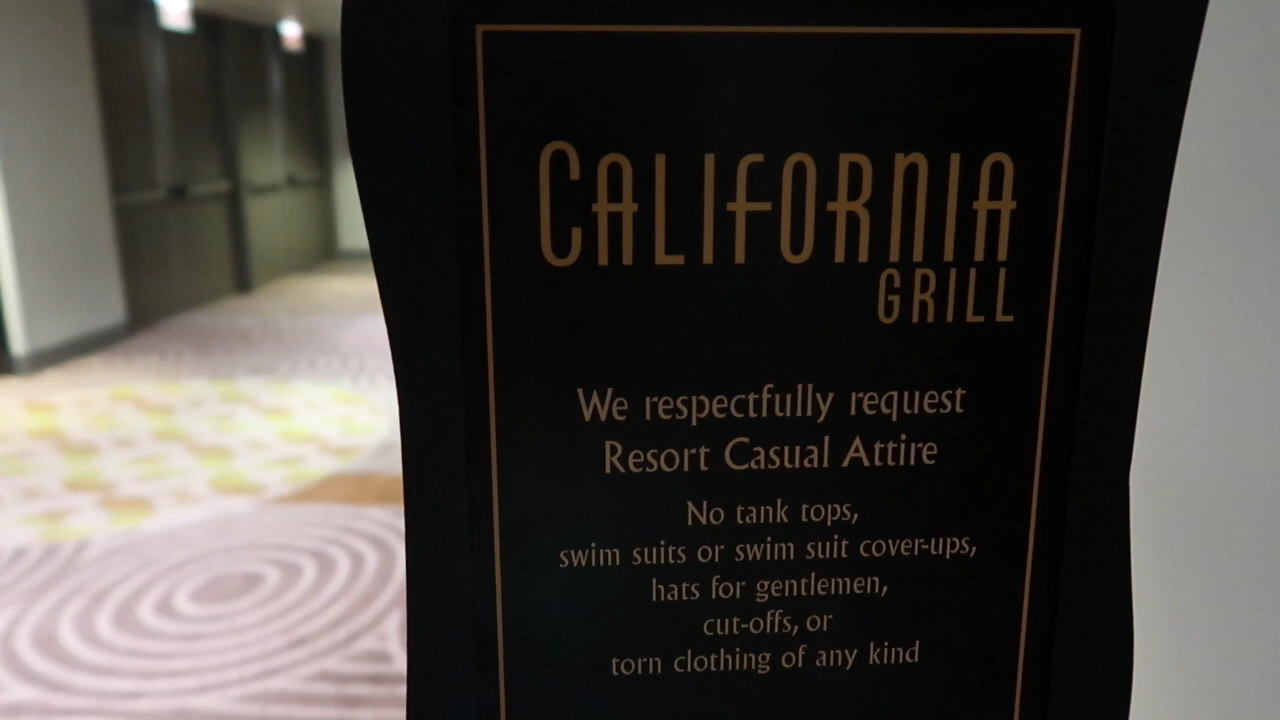 CALIFORNIA
GRILL
We respectfully request
Resort Casual Attire
No tank tops,
swim suits or swim suit cover-ups,
hats for gentlemen,
cut-offs, or
torn clothing of any kind